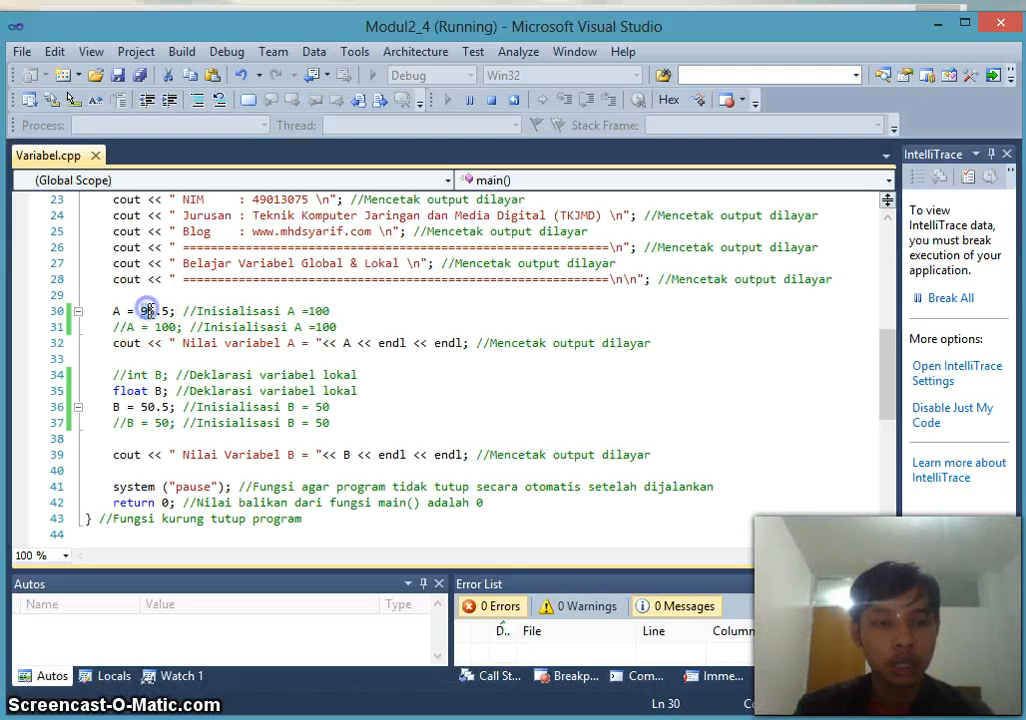 Modul2_4 (Running) - Microsoft Visual Studio
File Edit View Project Build Debug Team Data Tools Architecture Test Analyze Window Help
Debug Win32
Hex
Process: Thread: Stack Frame:
Variabel.cpp
(Global Scope) main()
23 cout << " NIM : 49013075 \n"; //Mencetak output dilayar
24 cout << " Jurusan : Teknik Komputer Jaringan dan Media Digital (TKJMD) \n"; //Mencetak output dilayar
25 cout << " Blog : www.mhdsyarif.com \n"; //Mencetak output dilayar
26 cout << " =============================================================\n"; //Mencetak output dilayar
27 cout << " Belajar Variabel Global & Lokal \n"; //Mencetak output dilayar
28 cout << " =============================================================\n\n"; //Mencetak output dilayar
29
30 A = .5; //Inisialisasi A =100
31 //A = 100; //Inisialisasi A =100
32 cout << " Nilai variabel A = "<< A << endl << endl; //Mencetak output dilayar
33
34 //int B; //Deklarasi variabel lokal
35 float B; //Deklarasi variabel lokal
36 B = 50.5; //Inisialisasi B = 50
37 //B = 50; //Inisialisasi B = 50
38
39 cout << " Nilai Variabel B = "<< B << endl << endl; //Mencetak output dilayar
40
41 system ("pause"); //Fungsi agar program tidak tutup secara otomatis setelah dijalankan
42 return 0; //Nilai balikan dari fungsi main() adalah 0
43 } //Fungsi kurung tutup program
44
100 %
IntelliTrace
To view
IntelliTrace data,
you must break
execution of your
application.
Break All
More options:
Open IntelliTrace
Settings
Disable Just My
Code
Learn more about
IntelliTrace
Autos
Name Value Type
Autos Locals Watch 1
Error List
0 Errors 0 Warnings 0 Messages
D.. File Line Column
Call St... Breakp... Com... Imme...
Ln 30
Screencast-O-Matic.com